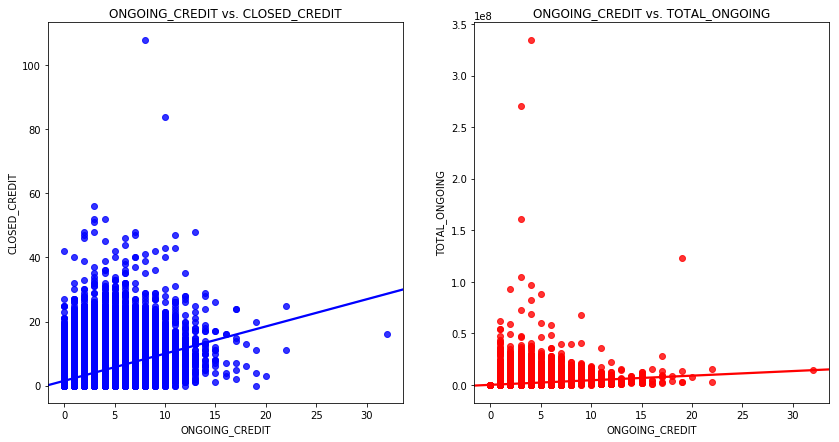 ONGOING_CREDIT vs. CLOSED_CREDIT
100
80
60
40
20
0
CLOSED_CREDIT
0 5 10 15 20 25 30
ONGOING_CREDIT
ONGOING_CREDIT vs. TOTAL_ONGOING
1e8
3.5
3.0
2.5
2.0
1.5
1.0
0.5
0.0
TOTAL_ONGOING
0 5 10 15 20 25 30
ONGOING_CREDIT